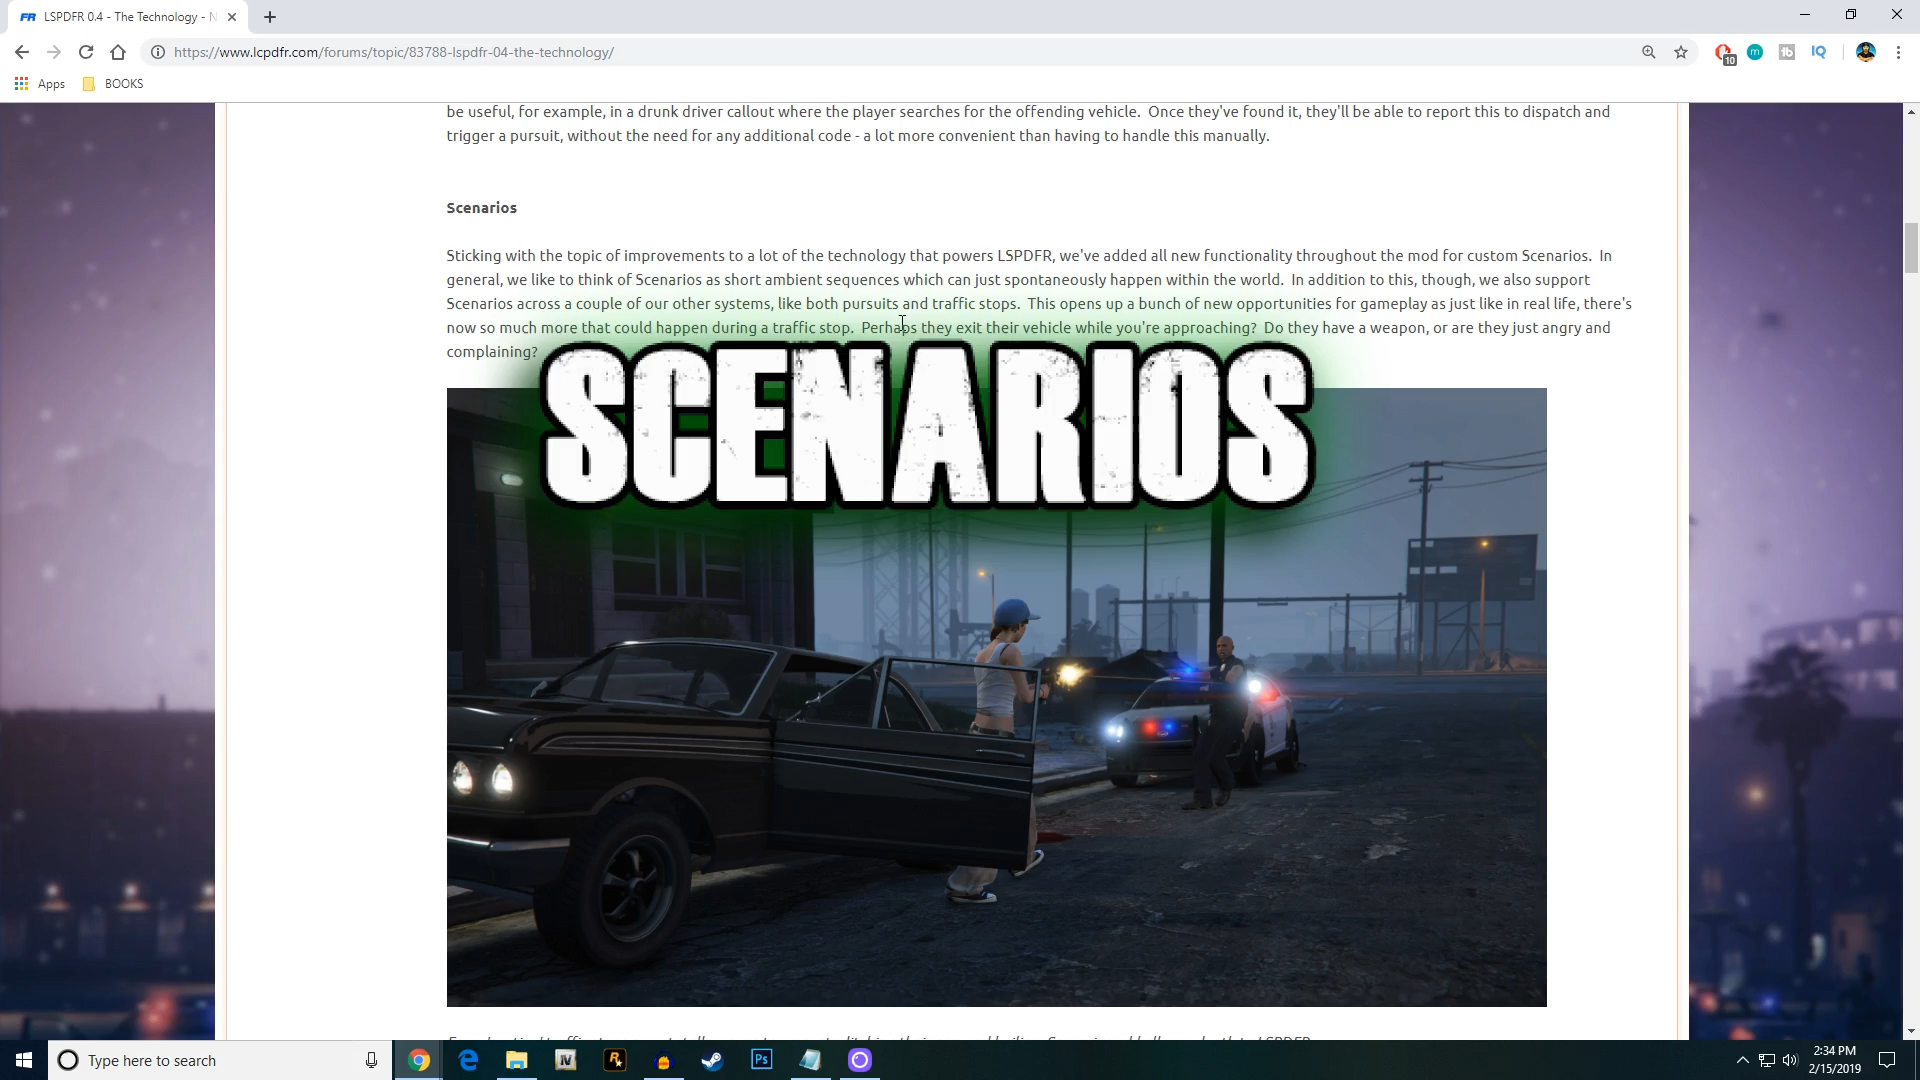 FR LSPDFR 0.4 - The Technology - N
https://www.lcpdfr.com/forums/topic/83788-lspdfr-04-the-technology/
10
m
tb
IQ
Apps
BOOKS
be useful, for example, in a drunk driver callout where the player searches for the offending vehicle. Once they've found it, they'll be able to report this to dispatch and
trigger a pursuit, without the need for any additional code - a lot more convenient than having to handle this manually.
Scenarios
Sticking with the topic of improvements to a lot of the technology that powers LSPDFR, we've added all new functionality throughout the mod for custom Scenarios. In
general, we like to think of Scenarios as short ambient sequences which can just spontaneously happen within the world. In addition to this, though, we also support
Scenarios across a couple of our other systems, like both pursuits and traffic stops. This opens up a bunch of new opportunities for gameplay as just like in real life, there's
now so much more that could happen during a traffic stop. Perhaps they exit their vehicle while you're approaching? Do they have a weapon, or are they just angry and
complaining?
SCENARIOS
Type here to search
IV
R
Ps
2:34 PM
2/15/2019